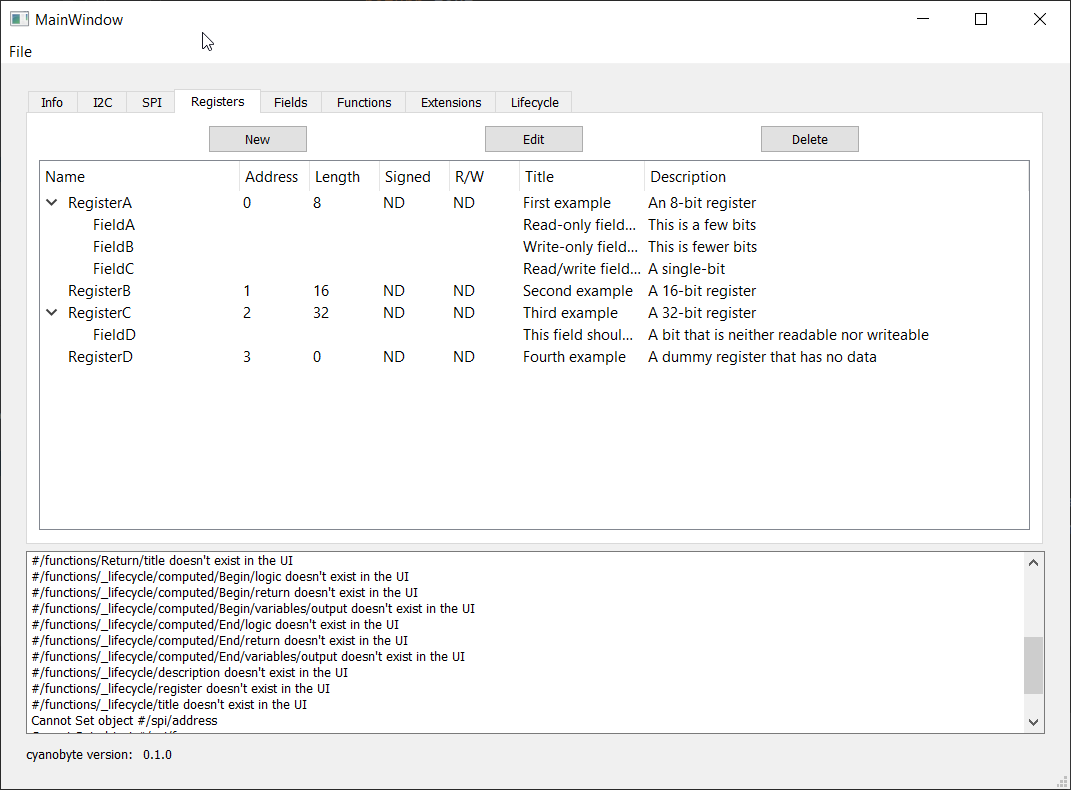 MainWindow
File
Info I2C SPI Registers Fields Functions Extensions Lifecycle
New Edit Delete
Name Address Length Signed R/W Title Description
RegisterA 0 8 ND ND First example An 8-bit register
FieldA Read-only field... This is a few bits
FieldB Write-only field... This is fewer bits
FieldC Read/write field... A single-bit
RegisterB 1 16 ND ND Second example A 16-bit register
RegisterC 2 32 ND ND Third example A 32-bit register
FieldD This field shoul... A bit that is neither readable nor writeable
RegisterD 3 0 ND ND Fourth example A dummy register that has no data
#/functions/Return/title doesn't exist in the UI
#/functions/_lifecycle/computed/Begin/logic doesn't exist in the UI
#/functions/_lifecycle/computed/Begin/return doesn't exist in the UI
#/functions/_lifecycle/computed/Begin/variables/output doesn't exist in the UI
#/functions/_lifecycle/computed/End/logic doesn't exist in the UI
#/functions/_lifecycle/computed/End/return doesn't exist in the UI
#/functions/_lifecycle/computed/End/variables/output doesn't exist in the UI
#/functions/_lifecycle/description doesn't exist in the UI
#/functions/_lifecycle/register doesn't exist in the UI
#/functions/_lifecycle/title doesn't exist in the UI
Cannot Set object #/spi/address
cyanobyte version: 0.1.0